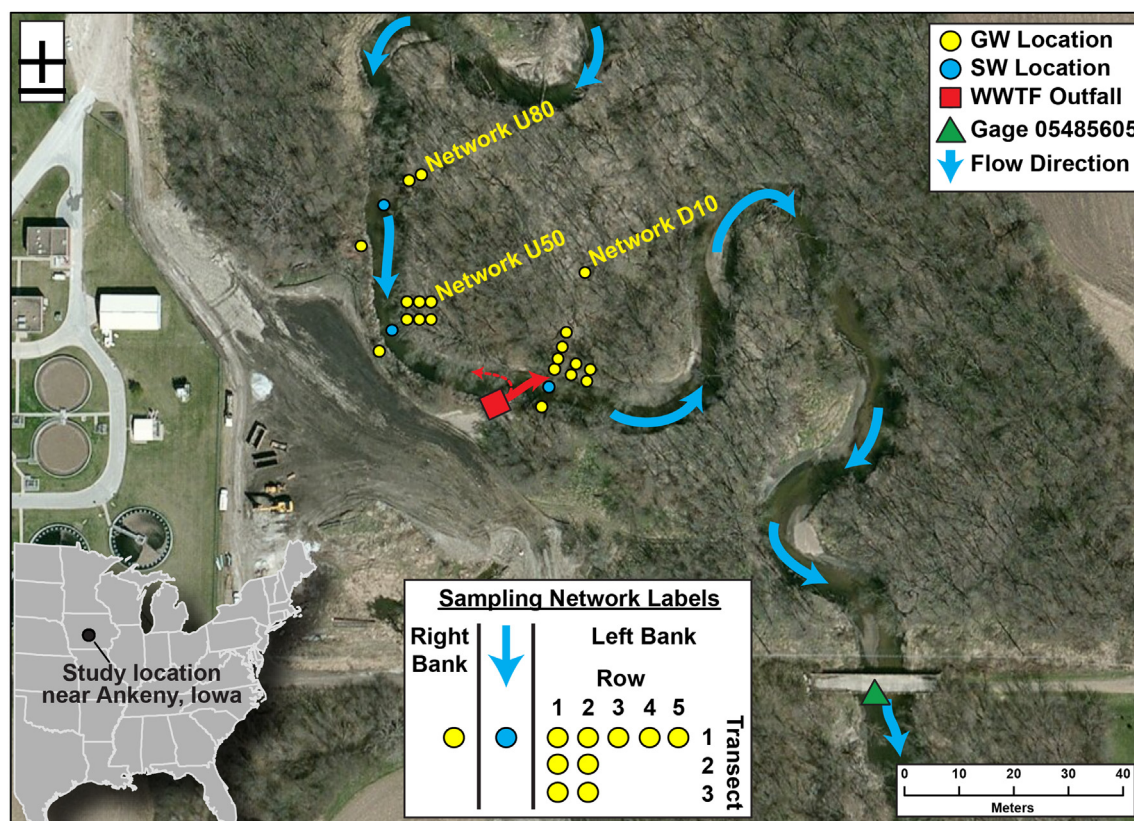 GW Location
SW Location
WWTF Outfall
Gage 05485605
Flow Direction
Network U80
Network D10
Network U50
Sampling Network Labels
Right
Bank
Left Bank
Row
1 2 3 4 5
1
2
3
Transect
Study location
near Ankeny, Iowa
0 10 20 30 40
Meters